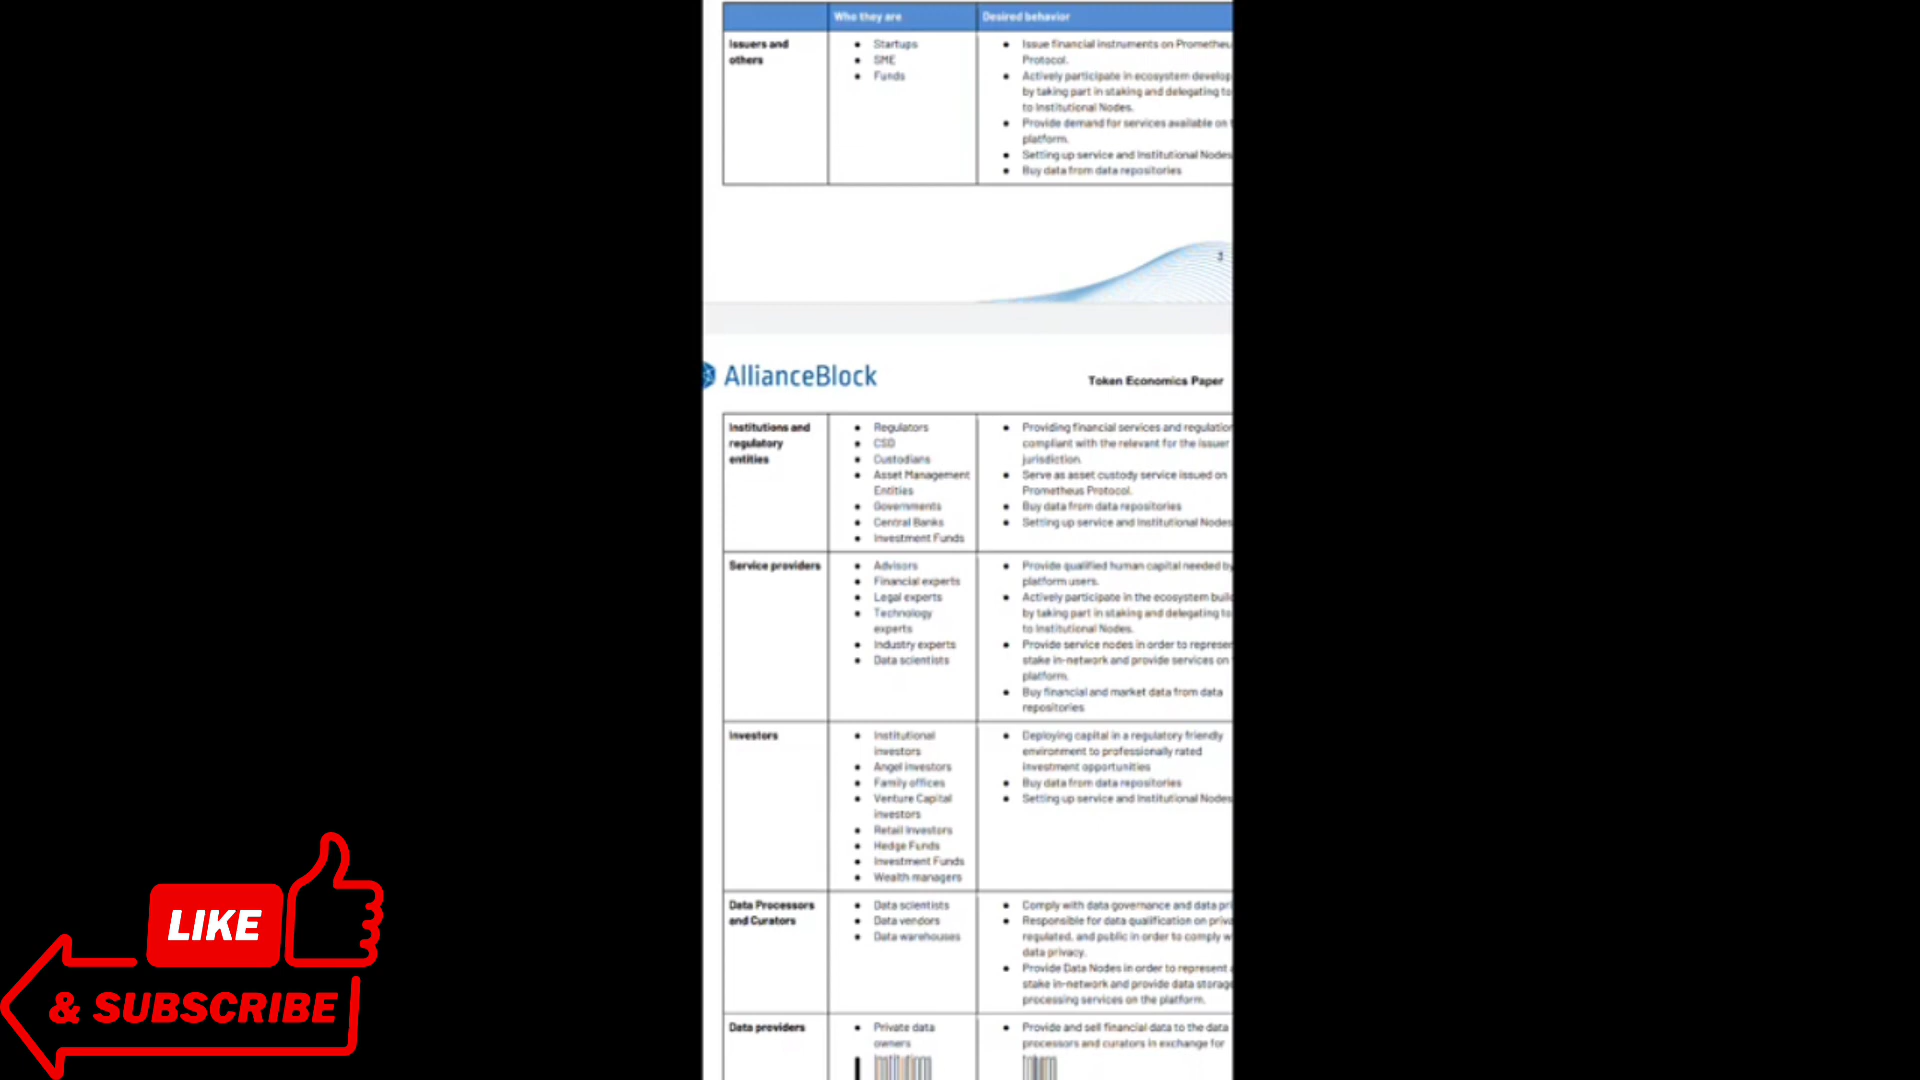 Who they are
Desired behavior
Issuers and
others
• Startups
• SME
• Funds
• Issue financial instruments on Prometheu
Protocol.
• Actively participate in ecosystem develop
by taking part in staking and delegating to
to Institutional Nodes.
• Provide demand for services available on t
platform.
• Setting up service and Institutional Nodes
• Buy data from data repositories
3
AllianceBlock
Token Economics Paper
Institutions and
regulatory
entities
• Regulators
• CSD
• Custodians
• Asset Management
Entities
• Governments
• Central Banks
• Investment Funds
• Providing financial services and regulation
compliant with the relevant for the issuer
jurisdiction.
• Serve as asset custody service issued on
Prometheus Protocol.
• Buy data from data repositories
• Setting up service and Institutional Nodes
Service providers
• Advisors
• Financial experts
• Legal experts
• Technology
experts
• Industry experts
• Data scientists
• Provide qualified human capital needed by
platform users.
• Actively participate in the ecosystem buil
by taking part in staking and delegating to
to Institutional Nodes.
• Provide service nodes in order to represen
stake in-network and provide services on
platform.
• Buy financial and market data from data
repositories
Investors
• Institutional
investors
• Angel investors
• Family offices
• Venture Capital
investors
• Retail Investors
• Hedge Funds
• Investment Funds
• Wealth managers
• Deploying capital in a regulatory friendly
environment to professionally rated
investment opportunities
• Buy data from data repositories
• Setting up service and Institutional Nodes
Data Processors
and Curators
• Data scientists
• Data vendors
• Data warehouses
• Comply with data governance and data pri
• Responsible for data qualification on priva
regulated, and public in order to comply w
data privacy.
• Provide Data Nodes in order to represent a
stake in-network and provide data storage
processing services on the platform.
Data providers
• Private data
owners
Institutions
• Provide and sell financial data to the data
processors and curators in exchange for
tokens
LIKE
& SUBSCRIBE